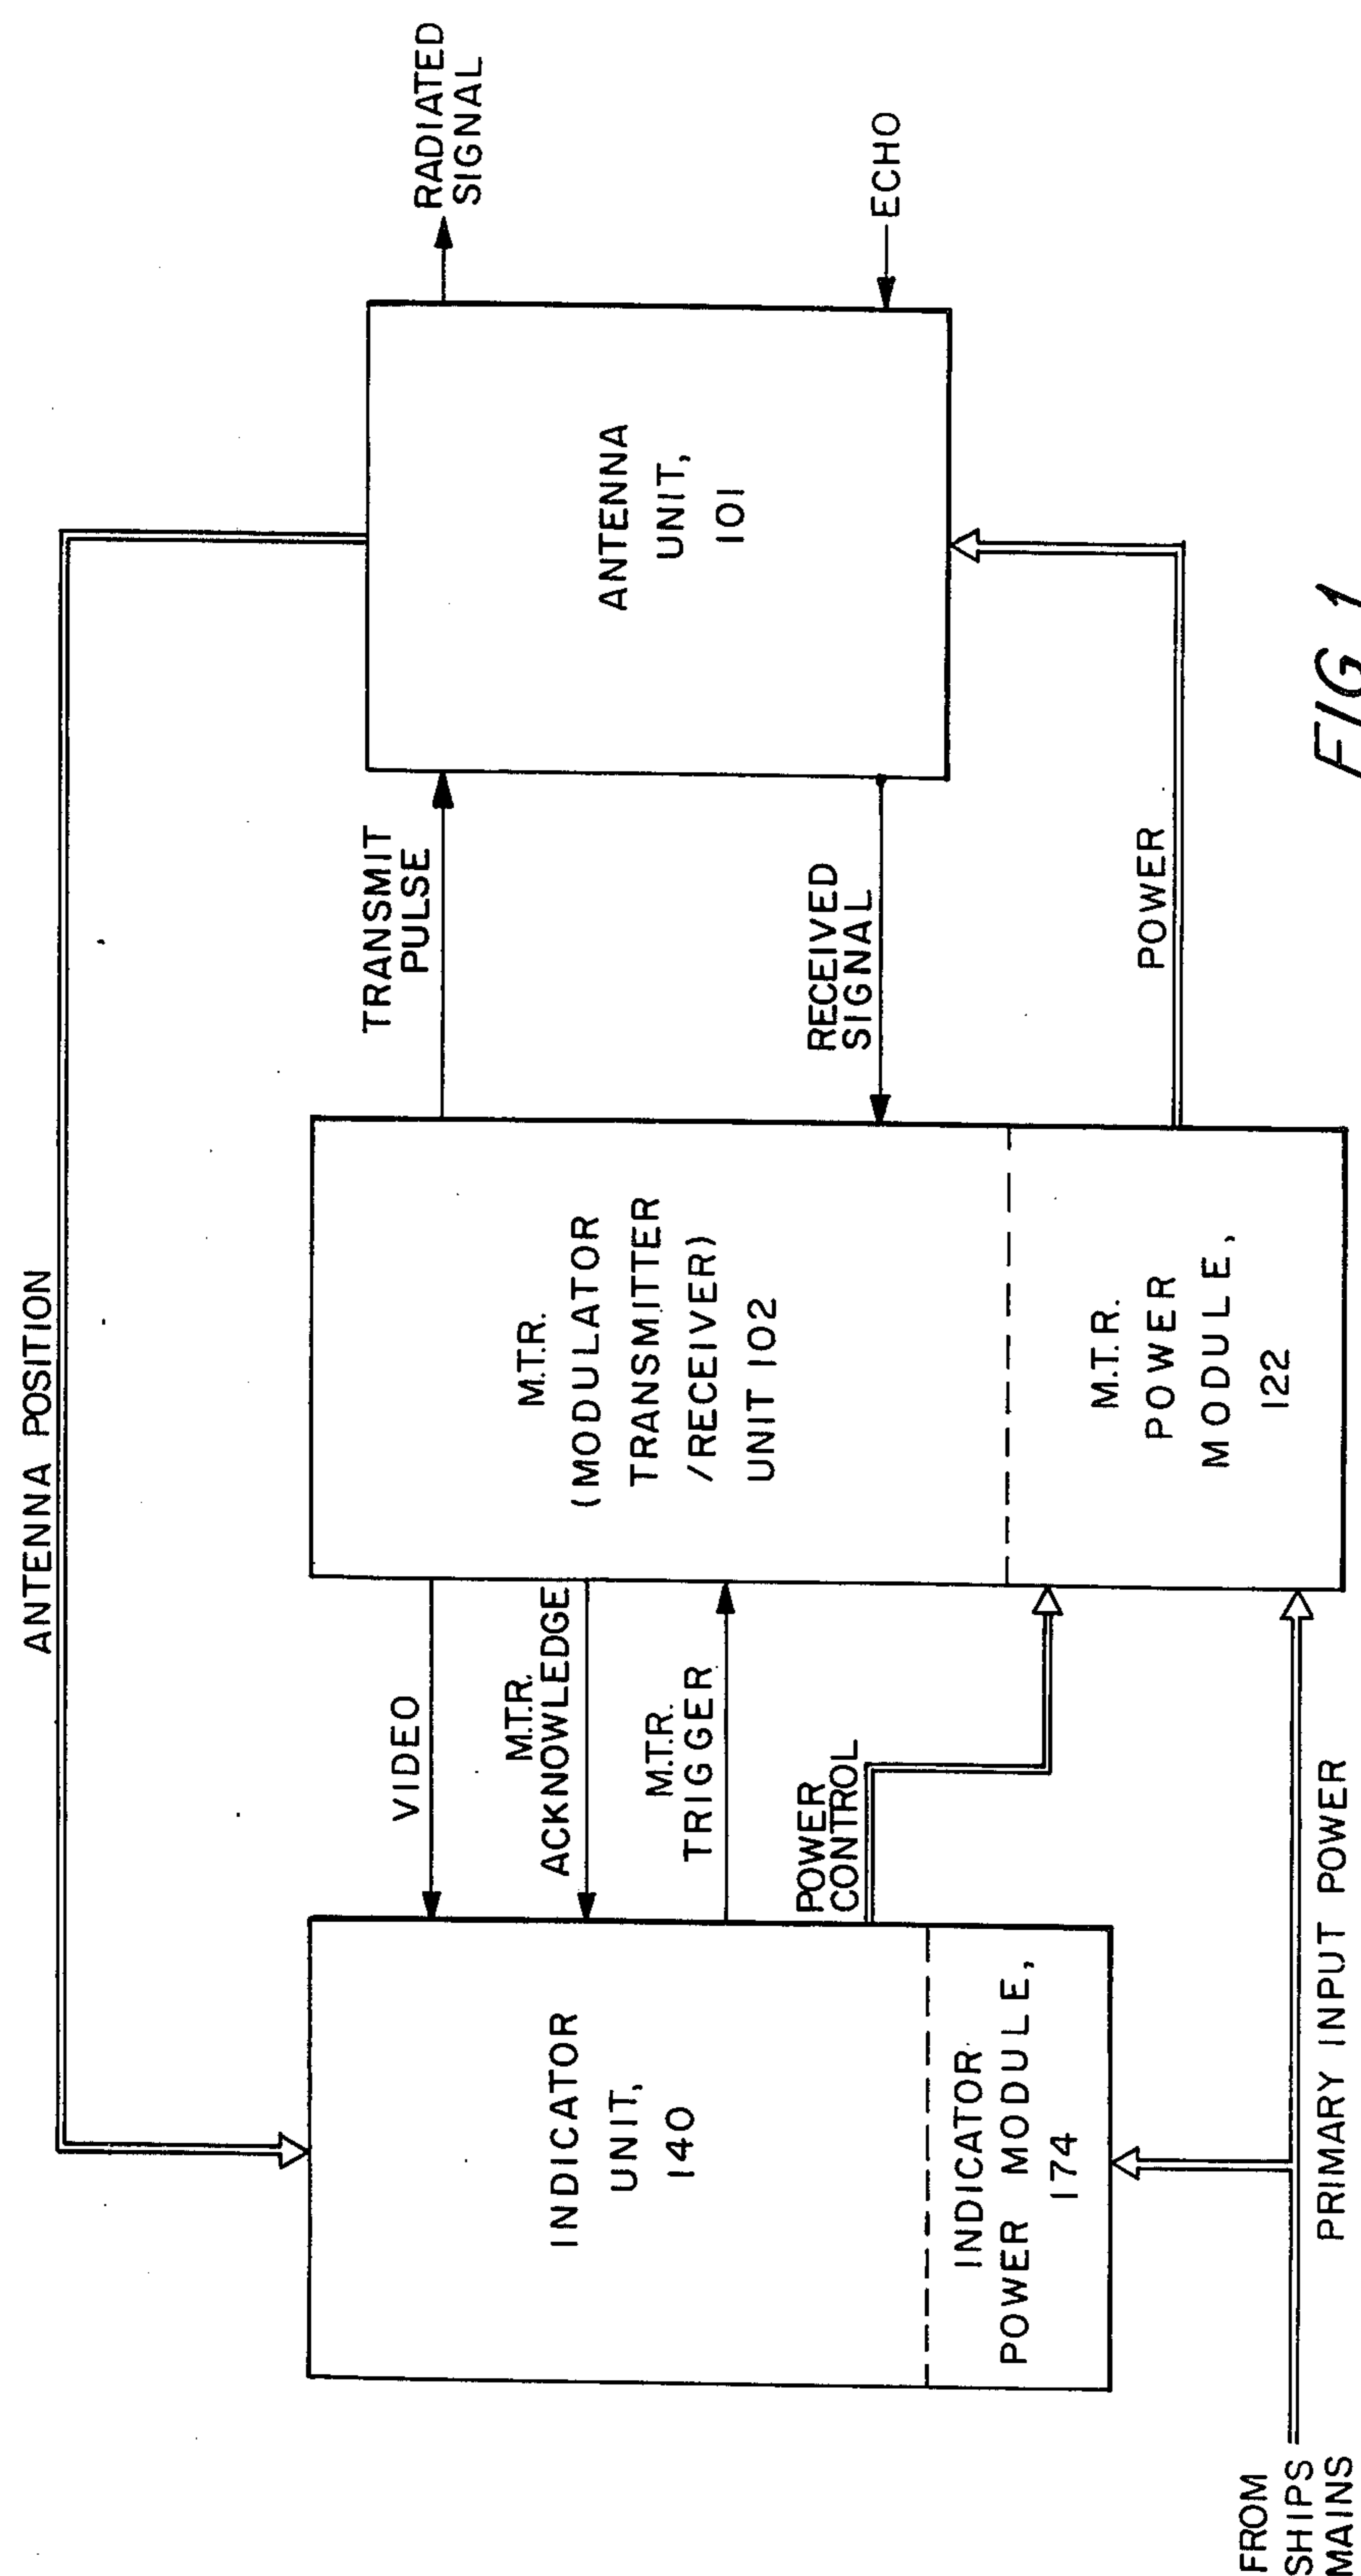 ANTENNA POSITION
RADIATED
SIGNAL
ECHO
ANTENNA
UNIT,
101
TRANSMIT
PULSE
RECEIVED
SIGNAL
POWER
M.T.R.
(MODULATOR
TRANSMITTER
/RECEIVER)
UNIT 102
M.T.R.
POWER
MODULE,
122
VIDEO
M.T.R.
ACKNOWLEDGE
M.T.R.
TRIGGER
POWER
CONTROL
INDICATOR
UNIT,
140
INDICATOR
POWER MODULE,
174
FROM
SHIPS
MAINS
PRIMARY INPUT POWER
FIG 1